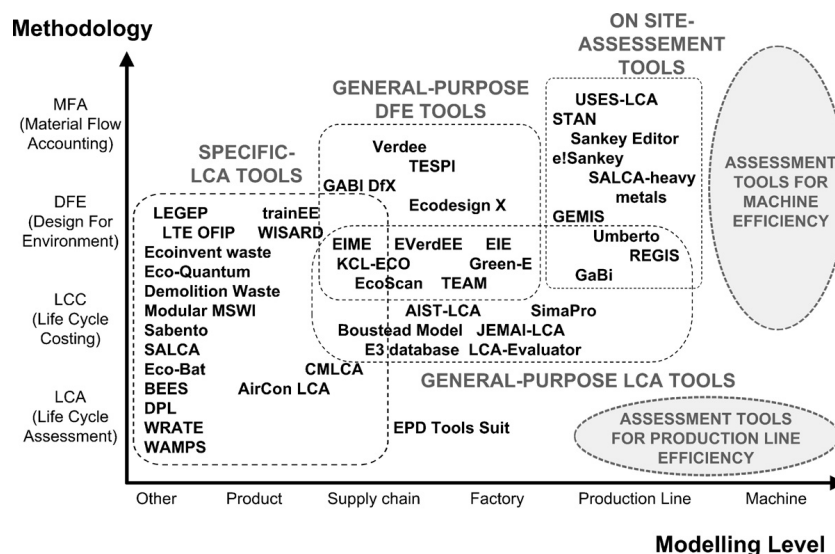 Methodology
ON SITE-
ASSESSEMENT
TOOLS
GENERAL-PURPOSE
DFE TOOLS
SPECIFIC-
LCA TOOLS
MFA
(Material Flow
Accounting)
DFE
(Design For
Environment)
LCC
(Life Cycle
Costing)
LCA
(Life Cycle
Assessment)
USES-LCA
STAN
Sankey Editor
e!Sankey
SALCA-heavy
metals
GEMIS
Umberto
REGIS
GaBi
ASSESSMENT
TOOLS FOR
MACHINE
EFFICIENCY
Verdee
TESPI
GABI DfX
Ecodesign X
LEGEP trainEE
LTE OFIP WISARD
Ecoinvent waste
Eco-Quantum
Demolition Waste
Modular MSWI
Sabento
SALCA
Eco-Bat CMLCA
BEES AirCon LCA
DPL
WRATE
WAMPS
EIME EVerdEE EIE
KCL-ECO Green-E
EcoScan TEAM
AIST-LCA SimaPro
Boustead Model JEMAI-LCA
E3 database LCA-Evaluator
GENERAL-PURPOSE LCA TOOLS
EPD Tools Suit
ASSESSMENT TOOLS
FOR PRODUCTION LINE
EFFICIENCY
Other Product Supply chain Factory Production Line Machine
Modelling Level